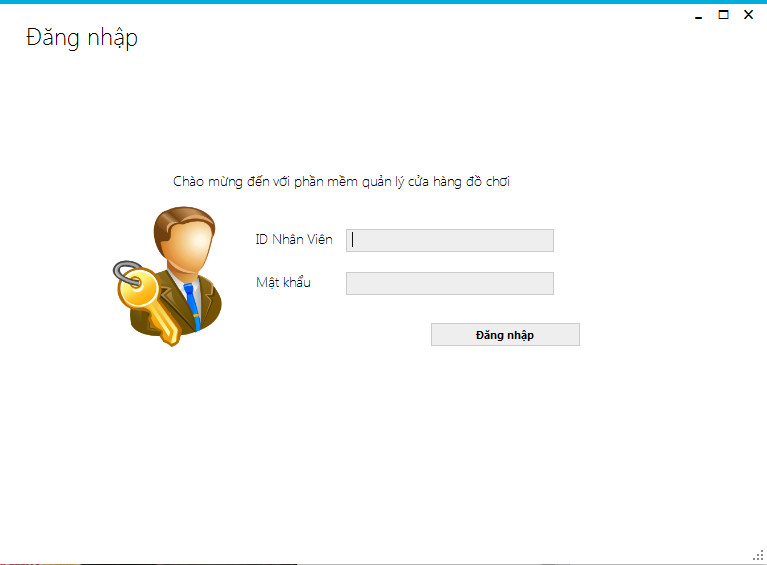 Đăng nhập
Chào mừng đến với phần mềm quản lý cửa hàng đồ chơi
ID Nhân Viên
Mật khẩu
Đăng nhập